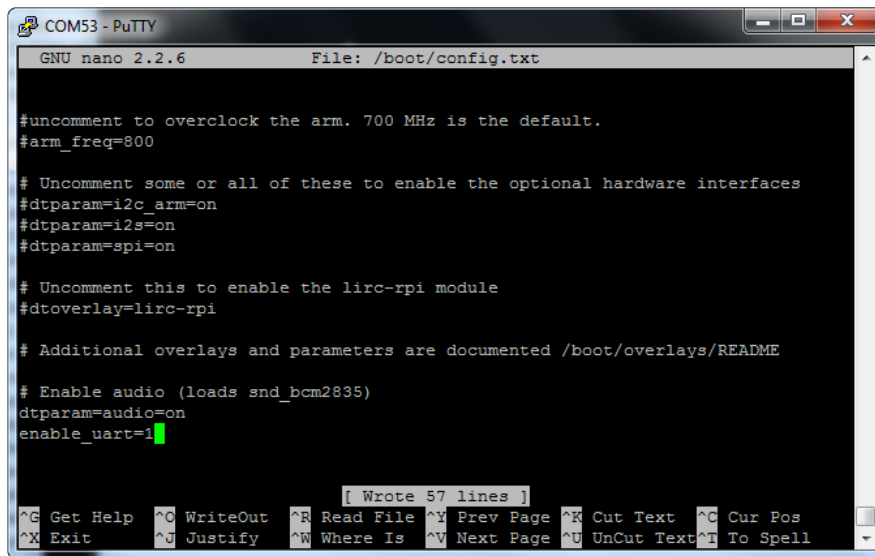 COM53 - PuTTY
GNU nano 2.2.6 File: /boot/config.txt
#uncomment to overclock the arm. 700 MHz is the default.
#arm_freq=800
# Uncomment some or all of these to enable the optional hardware interfaces
#dtparam=i2c_arm=on
#dtparam=i2s=on
#dtparam=spi=on
# Uncomment this to enable the lirc-rpi module
#dtoverlay=lirc-rpi
# Additional overlays and parameters are documented /boot/overlays/README
# Enable audio (loads snd_bcm2835)
dtparam=audio=on
enable_uart=1
[ Wrote 57 lines ]
^G Get Help ^O WriteOut ^R Read File ^Y Prev Page ^K Cut Text ^C Cur Pos
^X Exit ^J Justify ^W Where Is ^V Next Page ^U UnCut Text ^T To Spell